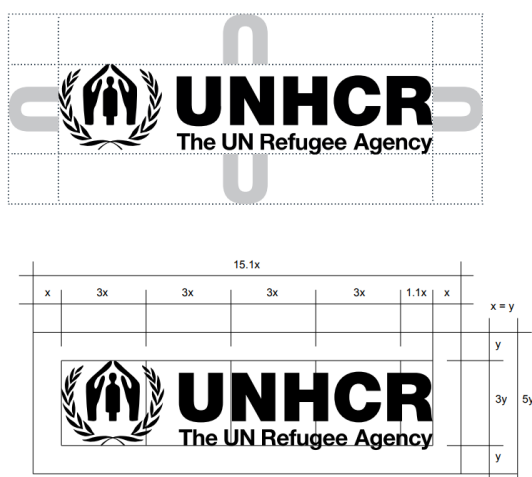 UNHCR
The UN Refugee Agency
15.1x
x 3x 3x 3x 3x 1.1x x
x = y
y
3y 5y
y
UNHCR
The UN Refugee Agency